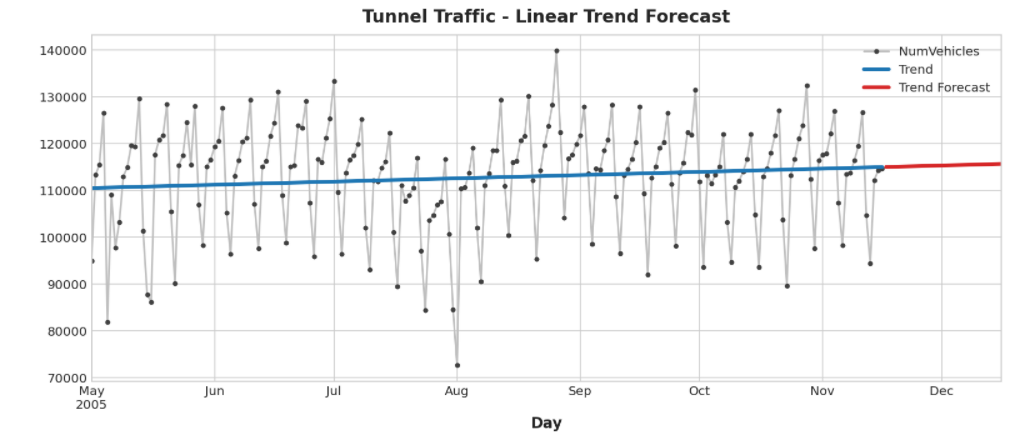 Tunnel Traffic - Linear Trend Forecast
140000
130000
120000
110000
100000
90000
80000
70000
NumVehicles
Trend
Trend Forecast
May Jun Jul Aug Sep Oct Nov Dec
2005
Day